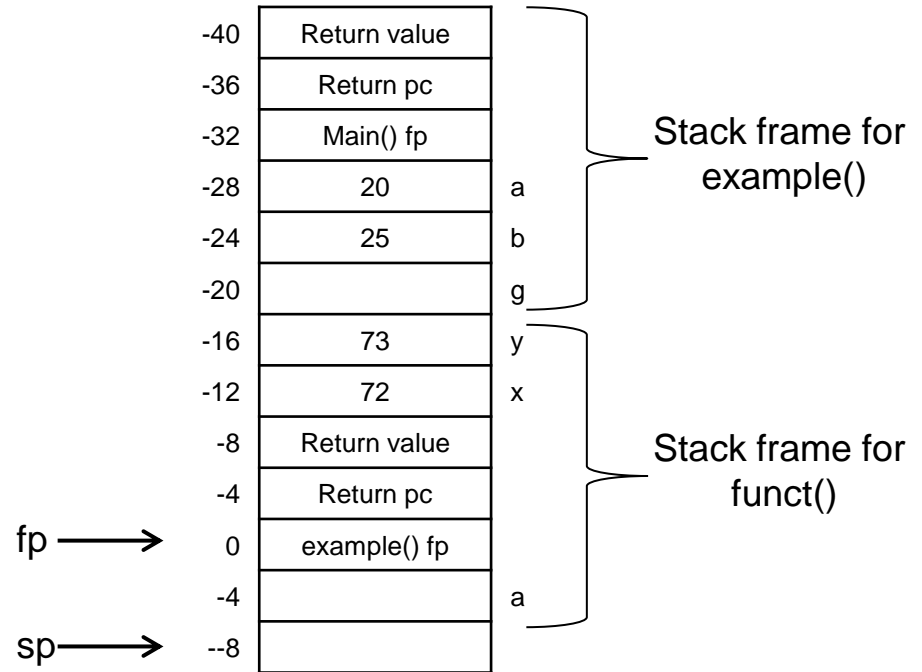 -40 Return value
-36 Return pc
-32 Main() fp
Stack frame for
example()
-28 20 a
-24 25 b
-20 g
-16 73 y
-12 72 x
-8 Return value
Stack frame for
funct()
-4 Return pc
fp 0 example() fp
-4 a
sp --8